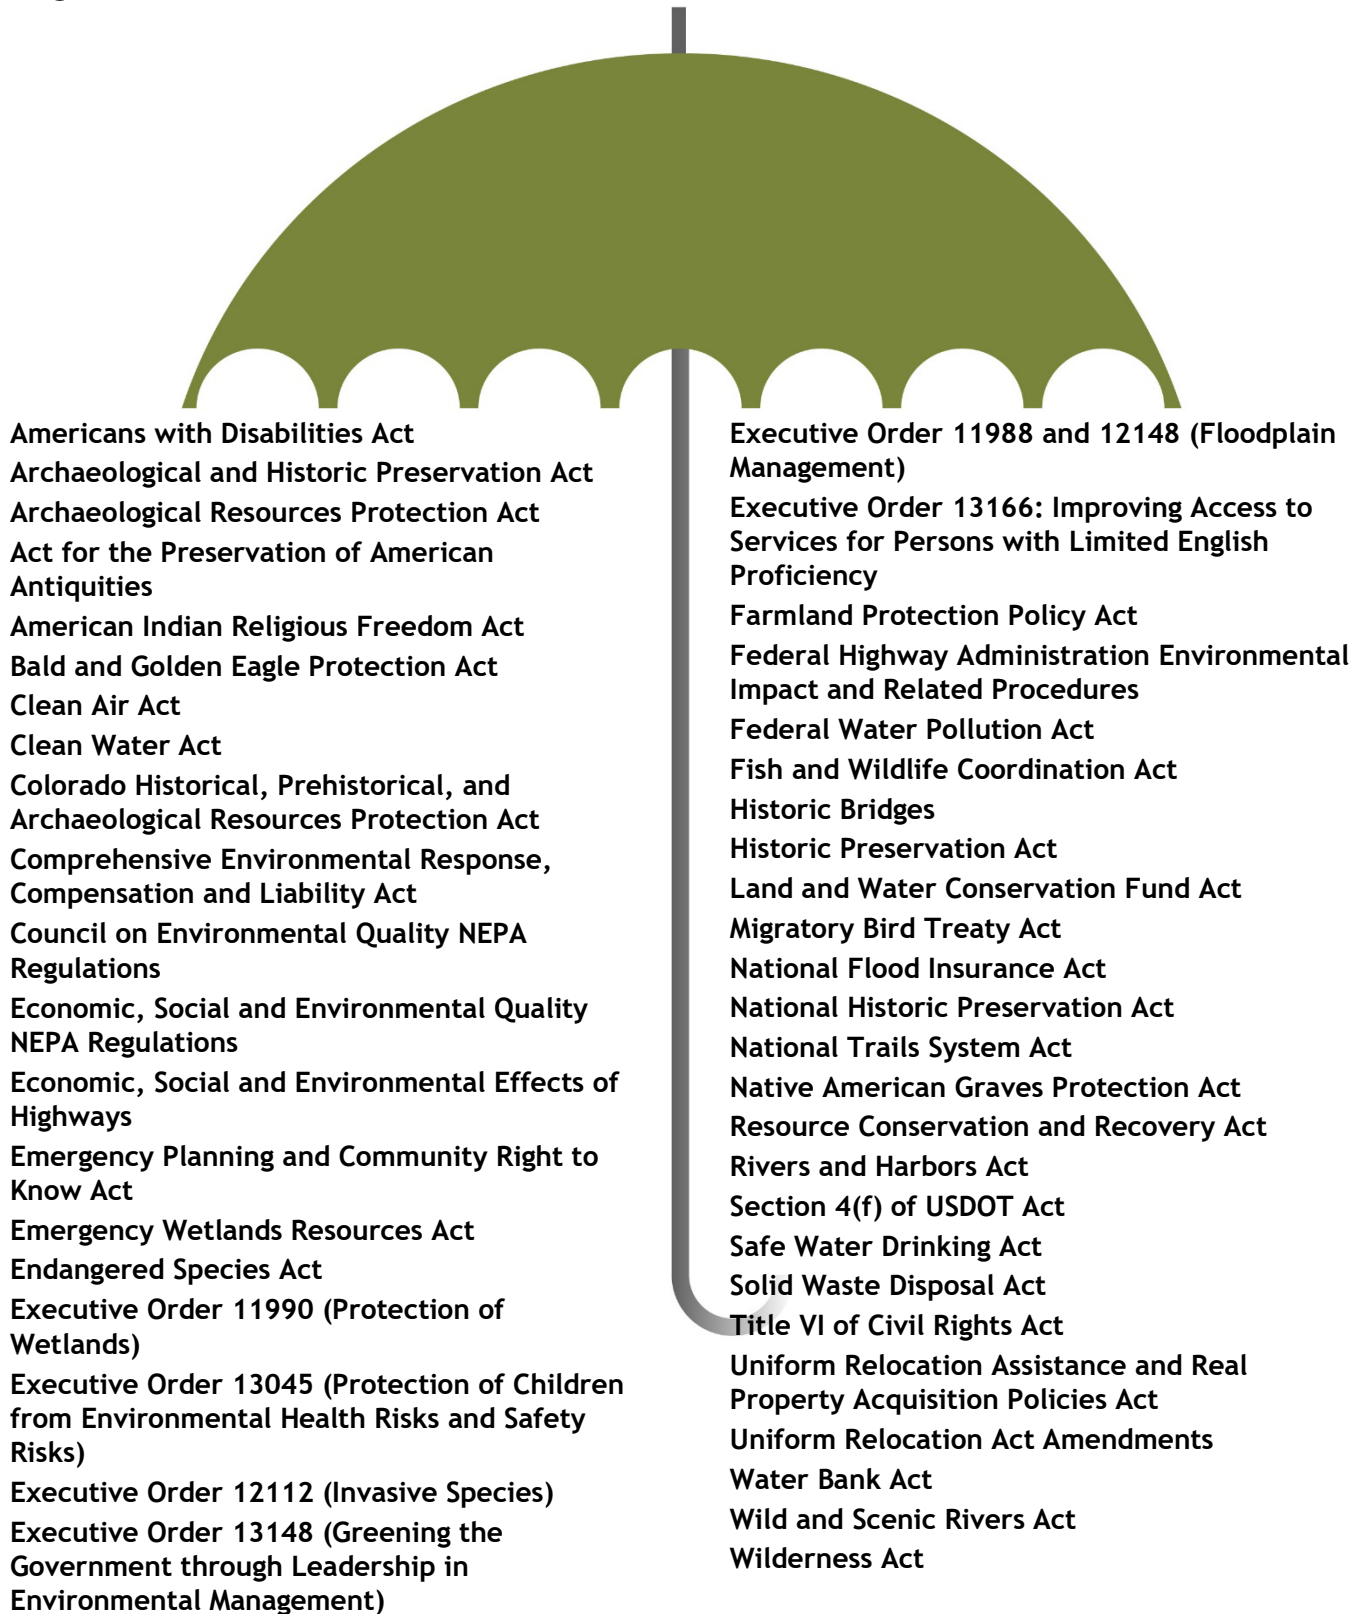 Americans with Disabilities Act
Archaeological and Historic Preservation Act
Archaeological Resources Protection Act
Act for the Preservation of American
Antiquities
American Indian Religious Freedom Act
Bald and Golden Eagle Protection Act
Clean Air Act
Clean Water Act
Colorado Historical, Prehistorical, and
Archaeological Resources Protection Act
Comprehensive Environmental Response,
Compensation and Liability Act
Council on Environmental Quality NEPA
Regulations
Economic, Social and Environmental Quality
NEPA Regulations
Economic, Social and Environmental Effects of
Highways
Emergency Planning and Community Right to
Know Act
Emergency Wetlands Resources Act
Endangered Species Act
Executive Order 11990 (Protection of
Wetlands)
Executive Order 13045 (Protection of Children
from Environmental Health Risks and Safety
Risks)
Executive Order 12112 (Invasive Species)
Executive Order 13148 (Greening the
Government through Leadership in
Environmental Management)
Executive Order 11988 and 12148 (Floodplain
Management)
Executive Order 13166: Improving Access to
Services for Persons with Limited English
Proficiency
Farmland Protection Policy Act
Federal Highway Administration Environmental
Impact and Related Procedures
Federal Water Pollution Act
Fish and Wildlife Coordination Act
Historic Bridges
Historic Preservation Act
Land and Water Conservation Fund Act
Migratory Bird Treaty Act
National Flood Insurance Act
National Historic Preservation Act
National Trails System Act
Native American Graves Protection Act
Resource Conservation and Recovery Act
Rivers and Harbors Act
Section 4(f) of USDOT Act
Safe Water Drinking Act
Solid Waste Disposal Act
Title VI of Civil Rights Act
Uniform Relocation Assistance and Real
Property Acquisition Policies Act
Uniform Relocation Act Amendments
Water Bank Act
Wild and Scenic Rivers Act
Wilderness Act